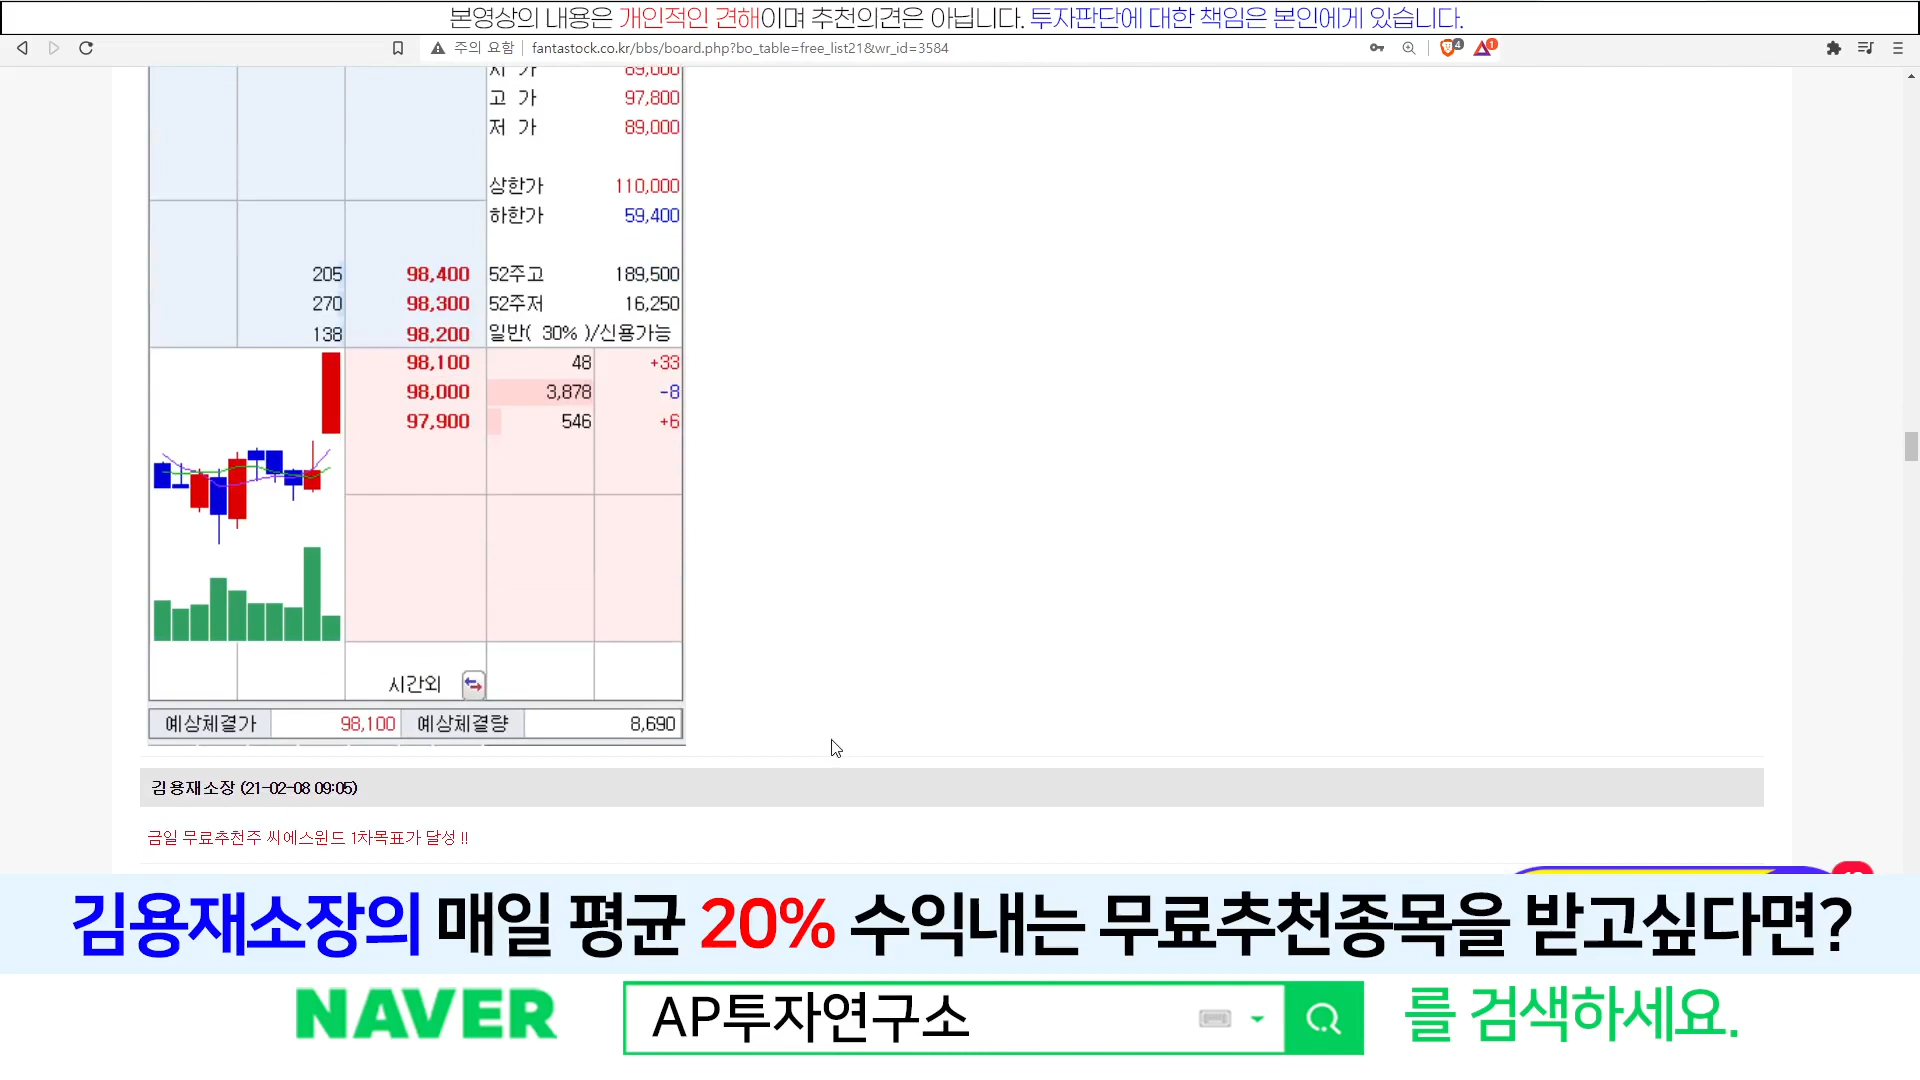 본영상의 내용은 개인적인 견해이며 추천의견은 아닙니다. 투자판단에 대한 책임은 본인에게 있습니다.
주의 요함 fantastock.co.kr/bbs/board.php?bo_table=free_list21&wr_id=3584 4 1
시 가 89,000
고 가 97,800
저 가 89,000
상한가 110,000
하한가 59,400
205 98,400 52주고 189,500
270 98,300 52주저 16,250
138 98,200 일반( 30% )/신용가능
98,100 48 +33
98,000 3,878 -8
97,900 546 +6
시간외
예상체결가 98,100 예상체결량 8,690
김용재소장 (21-02-08 09:05)
금일 무료추천주 씨에스윈드 1차목표가 달성 !!
김용재소장의 매일 평균 20% 수익내는 무료추천종목을 받고싶다면?
NAVER AP투자연구소 를 검색하세요.